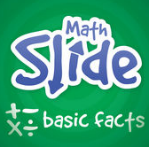 Math
Slide
+ −
× ÷ basic facts